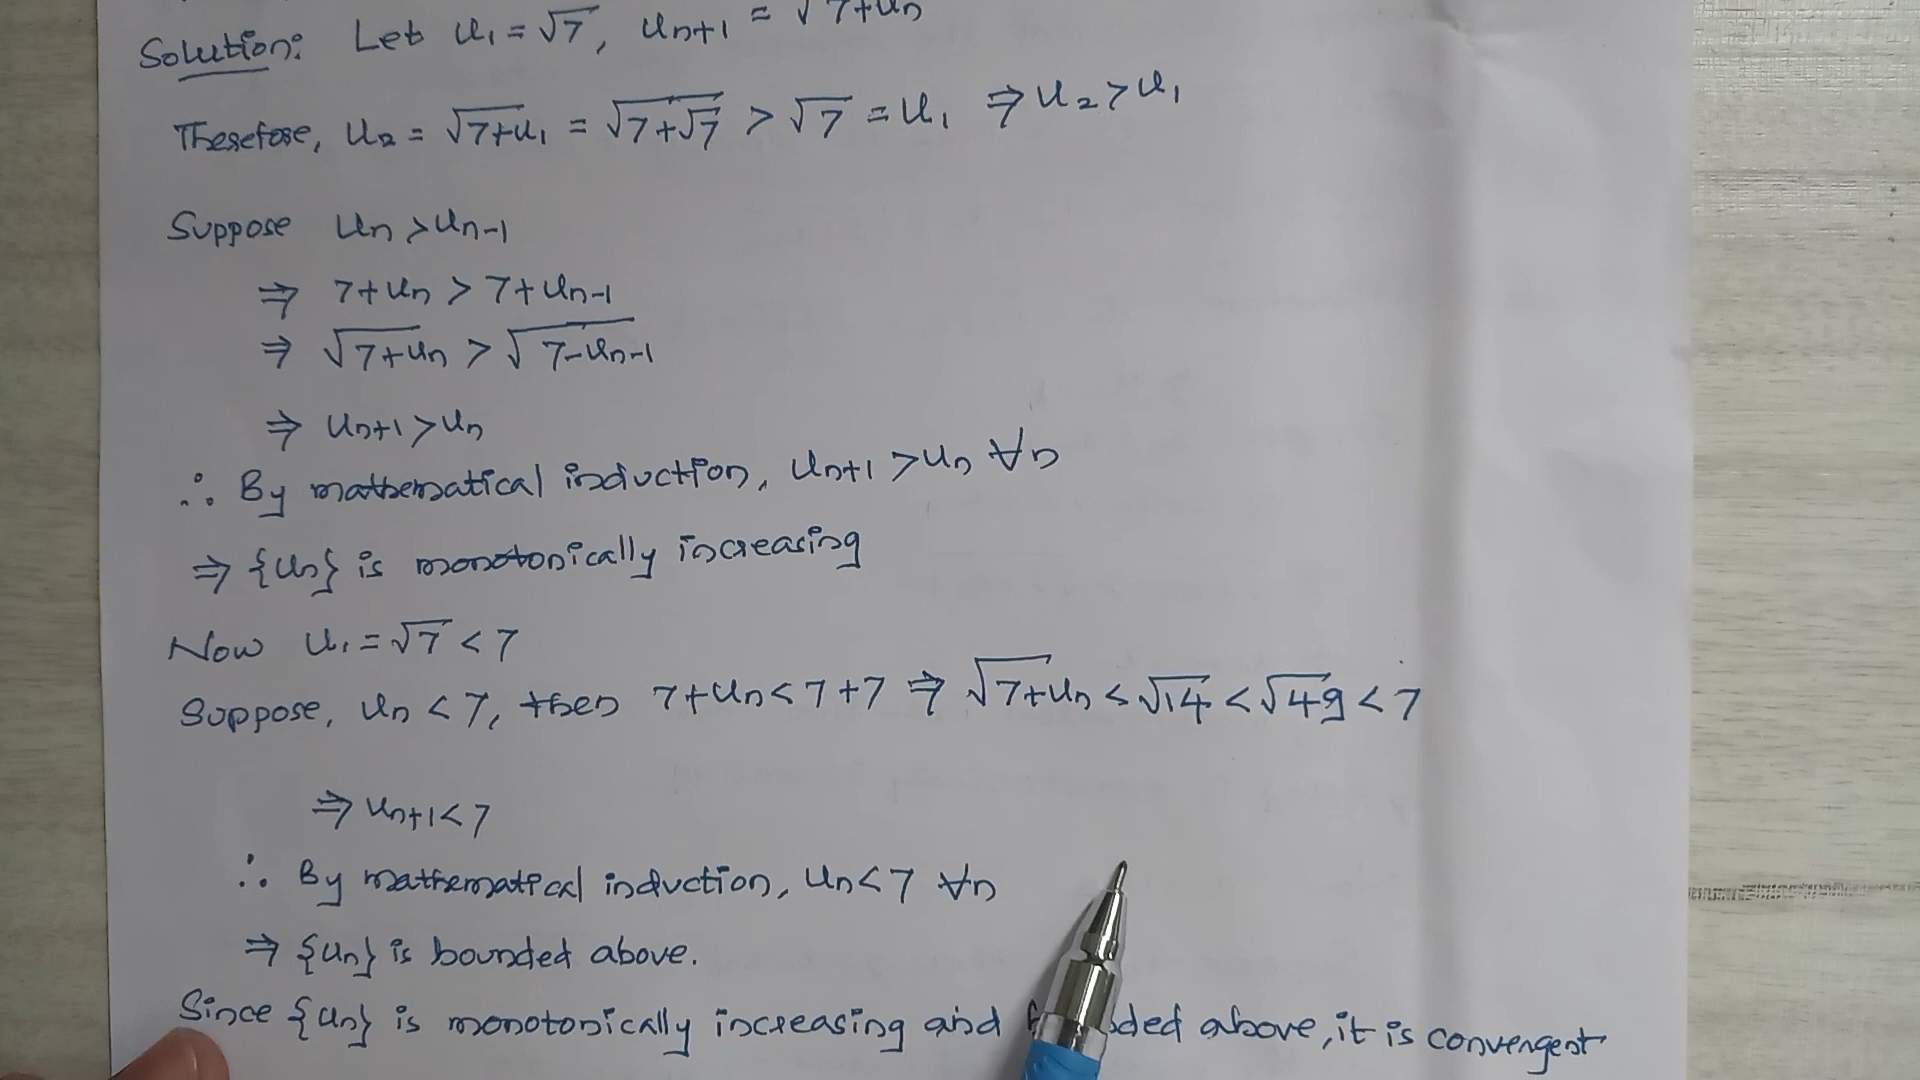 Solution: Let u₁ = √7, uₙ₊₁ = √7+uₙ
Therefore, u₂ = √7+u₁ = √7+√7 > √7 = u₁ ⇒ u₂ > u₁
Suppose uₙ > uₙ₋₁
⇒ 7+uₙ > 7+uₙ₋₁
⇒ √7+uₙ > √7-uₙ₋₁
⇒ uₙ₊₁ > uₙ
∴ By mathematical induction, uₙ₊₁ > uₙ ∀n
⇒ {uₙ} is monotonically increasing
Now u₁ = √7 < 7
Suppose, uₙ < 7, then 7+uₙ < 7+7 ⇒ √7+uₙ < √14 < √49 < 7
⇒ uₙ₊₁ < 7
∴ By mathematical induction, uₙ < 7 ∀n
⇒ {uₙ} is bounded above.
Since {uₙ} is monotonically increasing and above, it is convergent